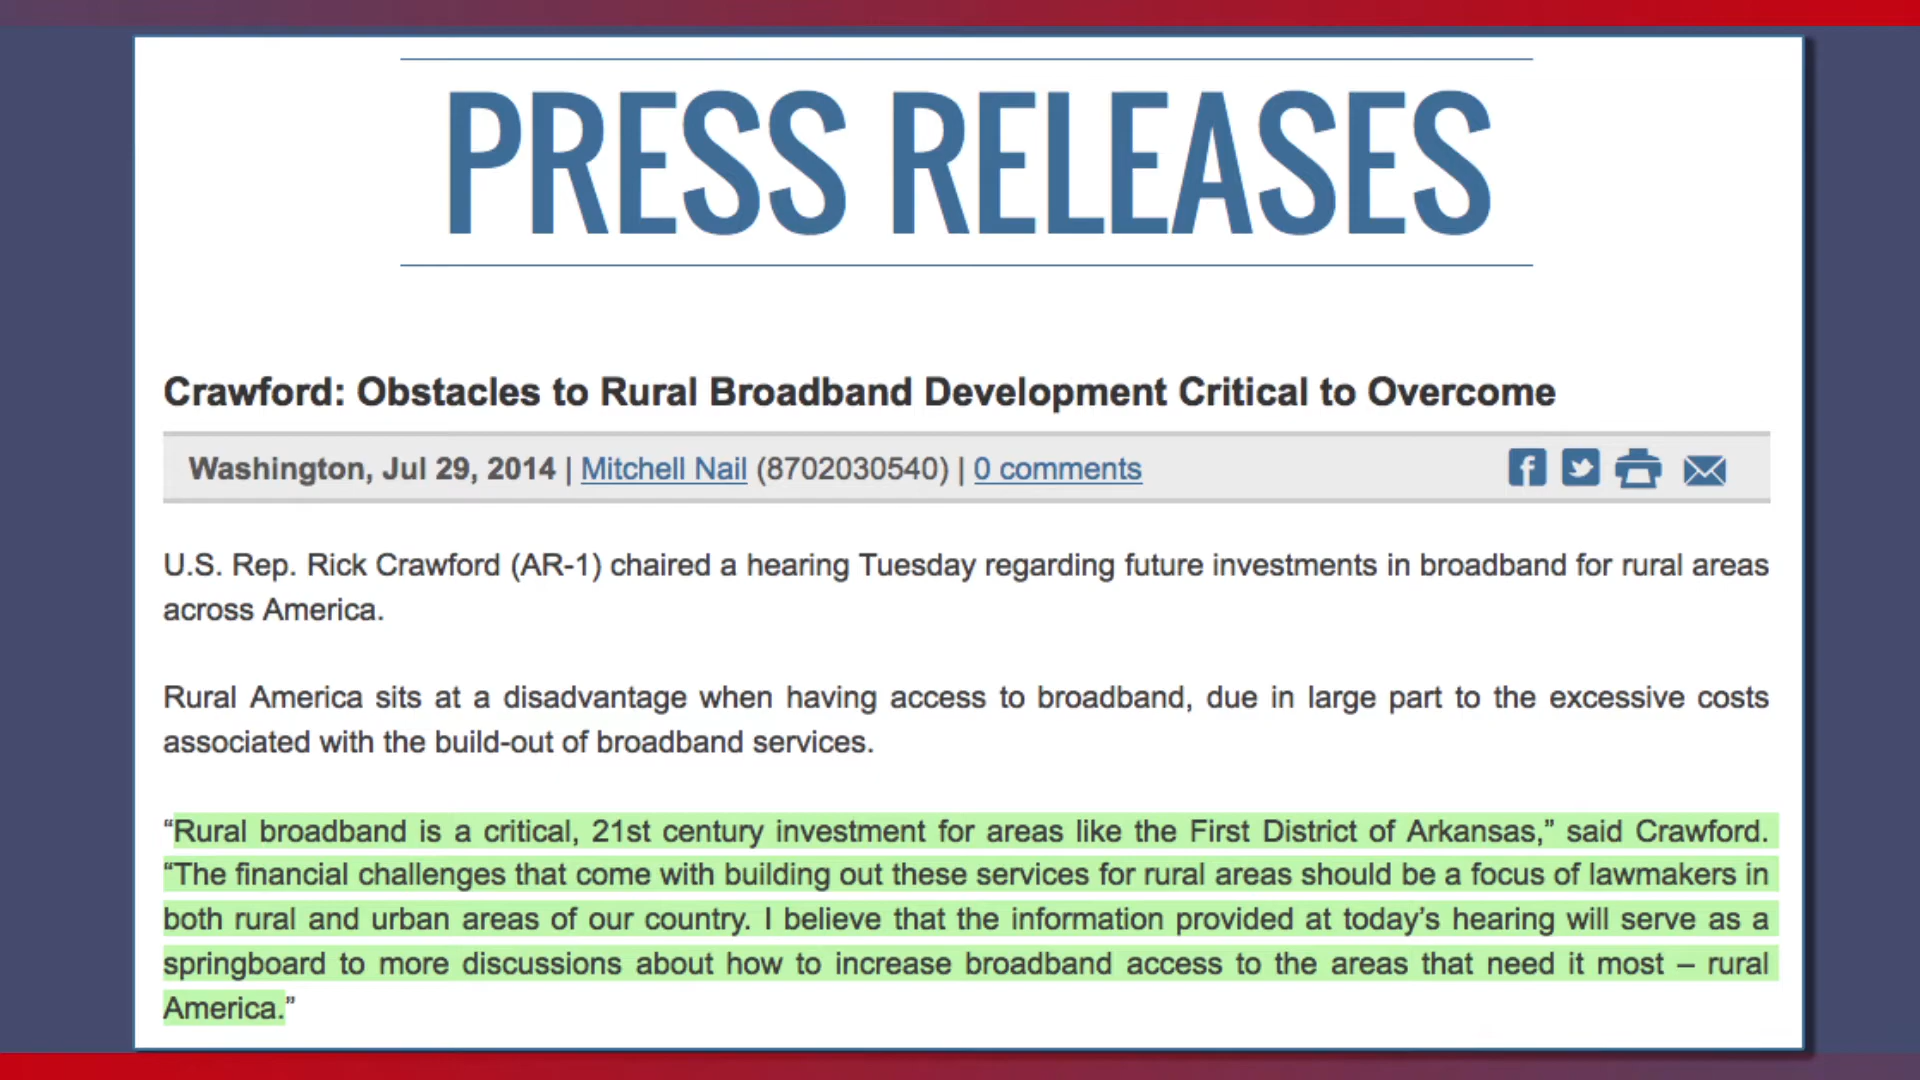 PRESS RELEASES
Crawford: Obstacles to Rural Broadband Development Critical to Overcome
Washington, Jul 29, 2014 | Mitchell Nail (8702030540) | 0 comments
U.S. Rep. Rick Crawford (AR-1) chaired a hearing Tuesday regarding future investments in broadband for rural areas
across America.
Rural America sits at a disadvantage when having access to broadband, due in large part to the excessive costs
associated with the build-out of broadband services.
“Rural broadband is a critical, 21st century investment for areas like the First District of Arkansas,” said Crawford.
“The financial challenges that come with building out these services for rural areas should be a focus of lawmakers in
both rural and urban areas of our country. I believe that the information provided at today’s hearing will serve as a
springboard to more discussions about how to increase broadband access to the areas that need it most – rural
America.”